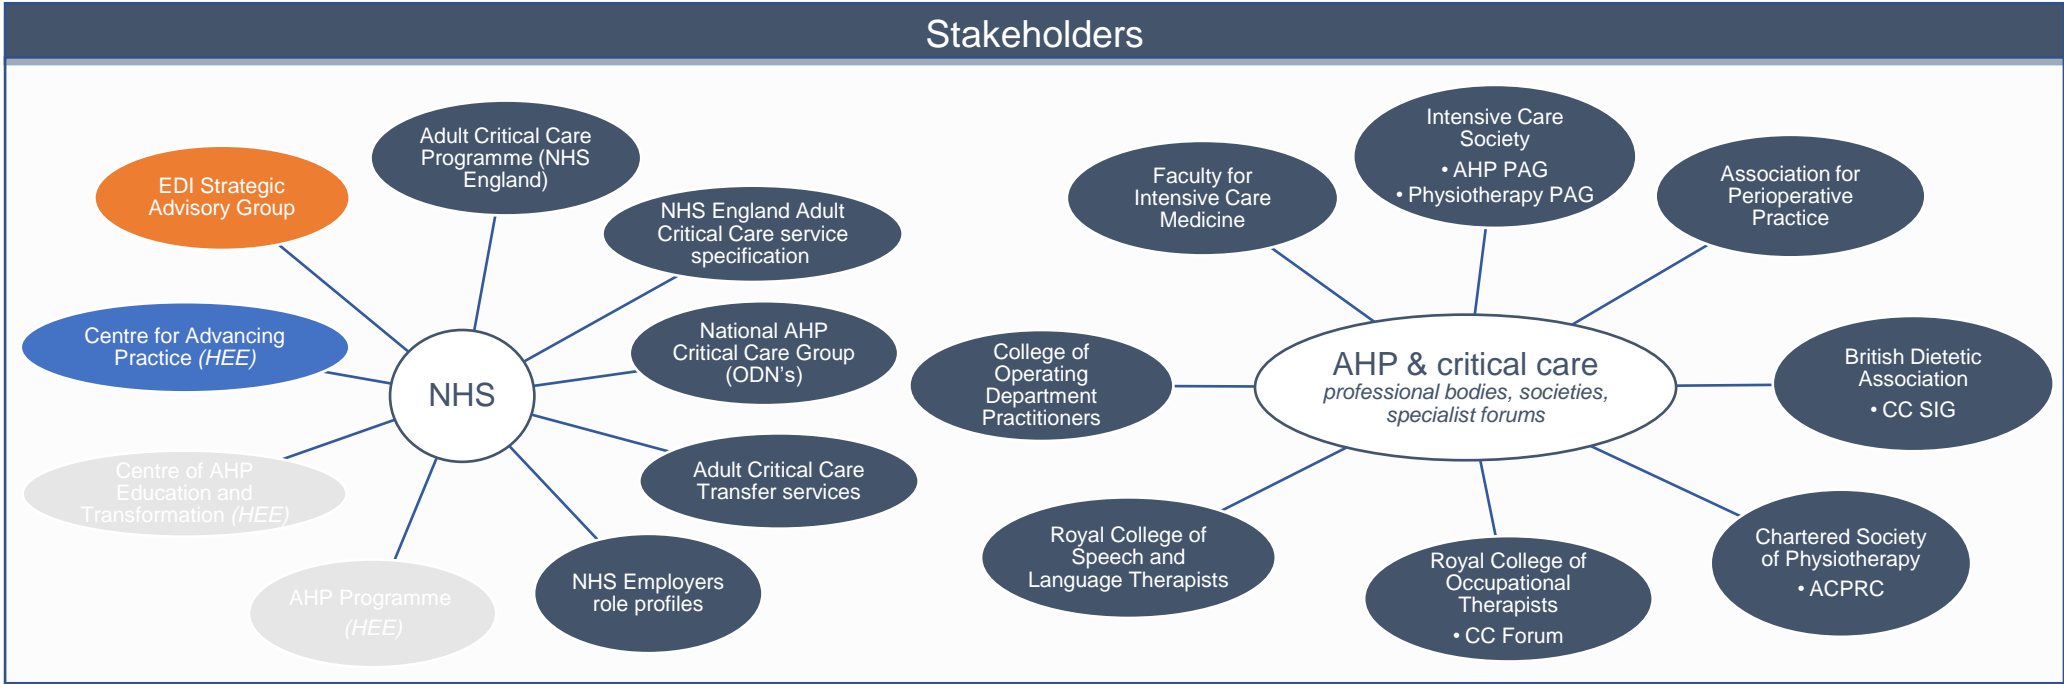 Stakeholders
EDI Strategic
Advisory Group
Adult Critical Care
Programme (NHS
England)
NHS England Adult
Critical Care service
specification
Centre for Advancing
Practice (HEE)
NHS
National AHP
Critical Care Group
(ODN's)
Centre of AHP
Education and
Transformation (HEE)
Adult Critical Care
Transfer services
AHP Programme
(HEE)
NHS Employers
role profiles
Faculty for
Intensive Care
Medicine
Intensive Care
Society
• AHP PAG
• Physiotherapy PAG
Association for
Perioperative
Practice
College of
Operating
Department
Practitioners
AHP & critical care
professional bodies, societies,
specialist forums
British Dietetic
Association
• CC SIG
Royal College of
Speech and
Language Therapists
Royal College of
Occupational
Therapists
• CC Forum
Chartered Society
of Physiotherapy
• ACPRC